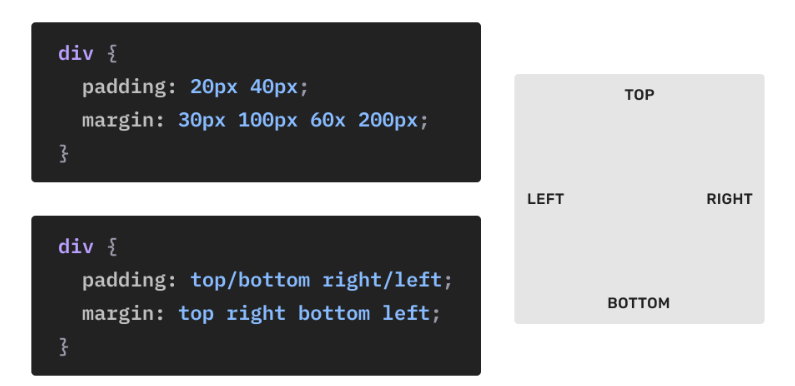 div {
padding: 20px 40px;
margin: 30px 100px 60x 200px;
}
div {
padding: top/bottom right/left;
margin: top right bottom left;
}
TOP
LEFT RIGHT
BOTTOM